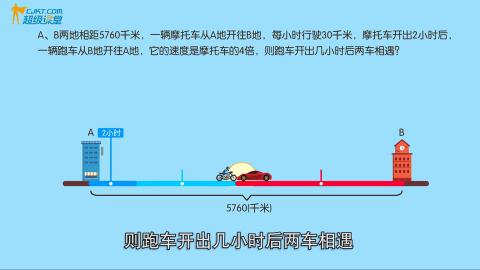 CJKT.COM
超级课堂
A、B两地相距5760千米，一辆摩托车从A地开往B地，每小时行驶30千米，摩托车开出2小时后，
一辆跑车从B地开往A地，它的速度是摩托车的4倍，则跑车开出几小时后两车相遇？
A 2小时 B
5760(千米)
则跑车开出几小时后两车相遇